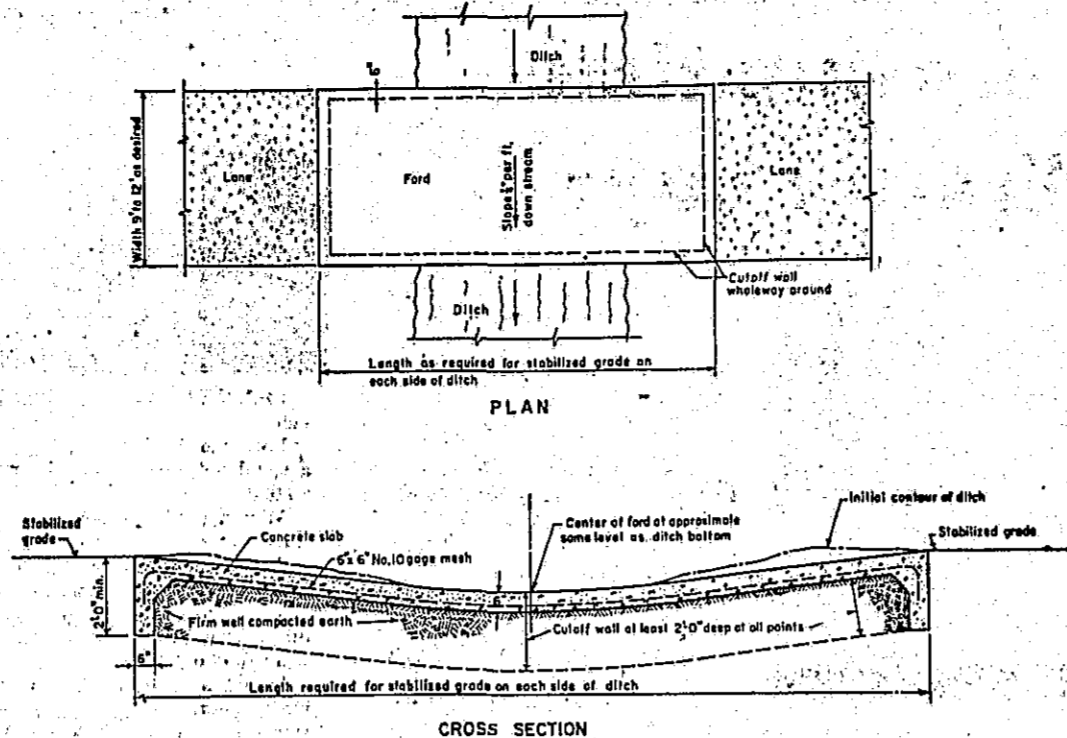 Ditch
6"
Width 9' to 12' as desired
Lane
Ford
Slope per ft.
down stream
Lane
Cutoff wall
wholeway around
Ditch
Length as required for stabilized grade on
each side of ditch
PLAN
Initial contour of ditch
Stabilized
grade
Concrete slab
Center of ford at approximate
same level as ditch bottom
Stabilized grade
6"x 6" No.10 gage mesh
2'0" min.
Firm well compacted earth
Cutoff wall at least 2'0" deep at all points
6"
Length required for stabilized grade on each side of ditch
CROSS SECTION